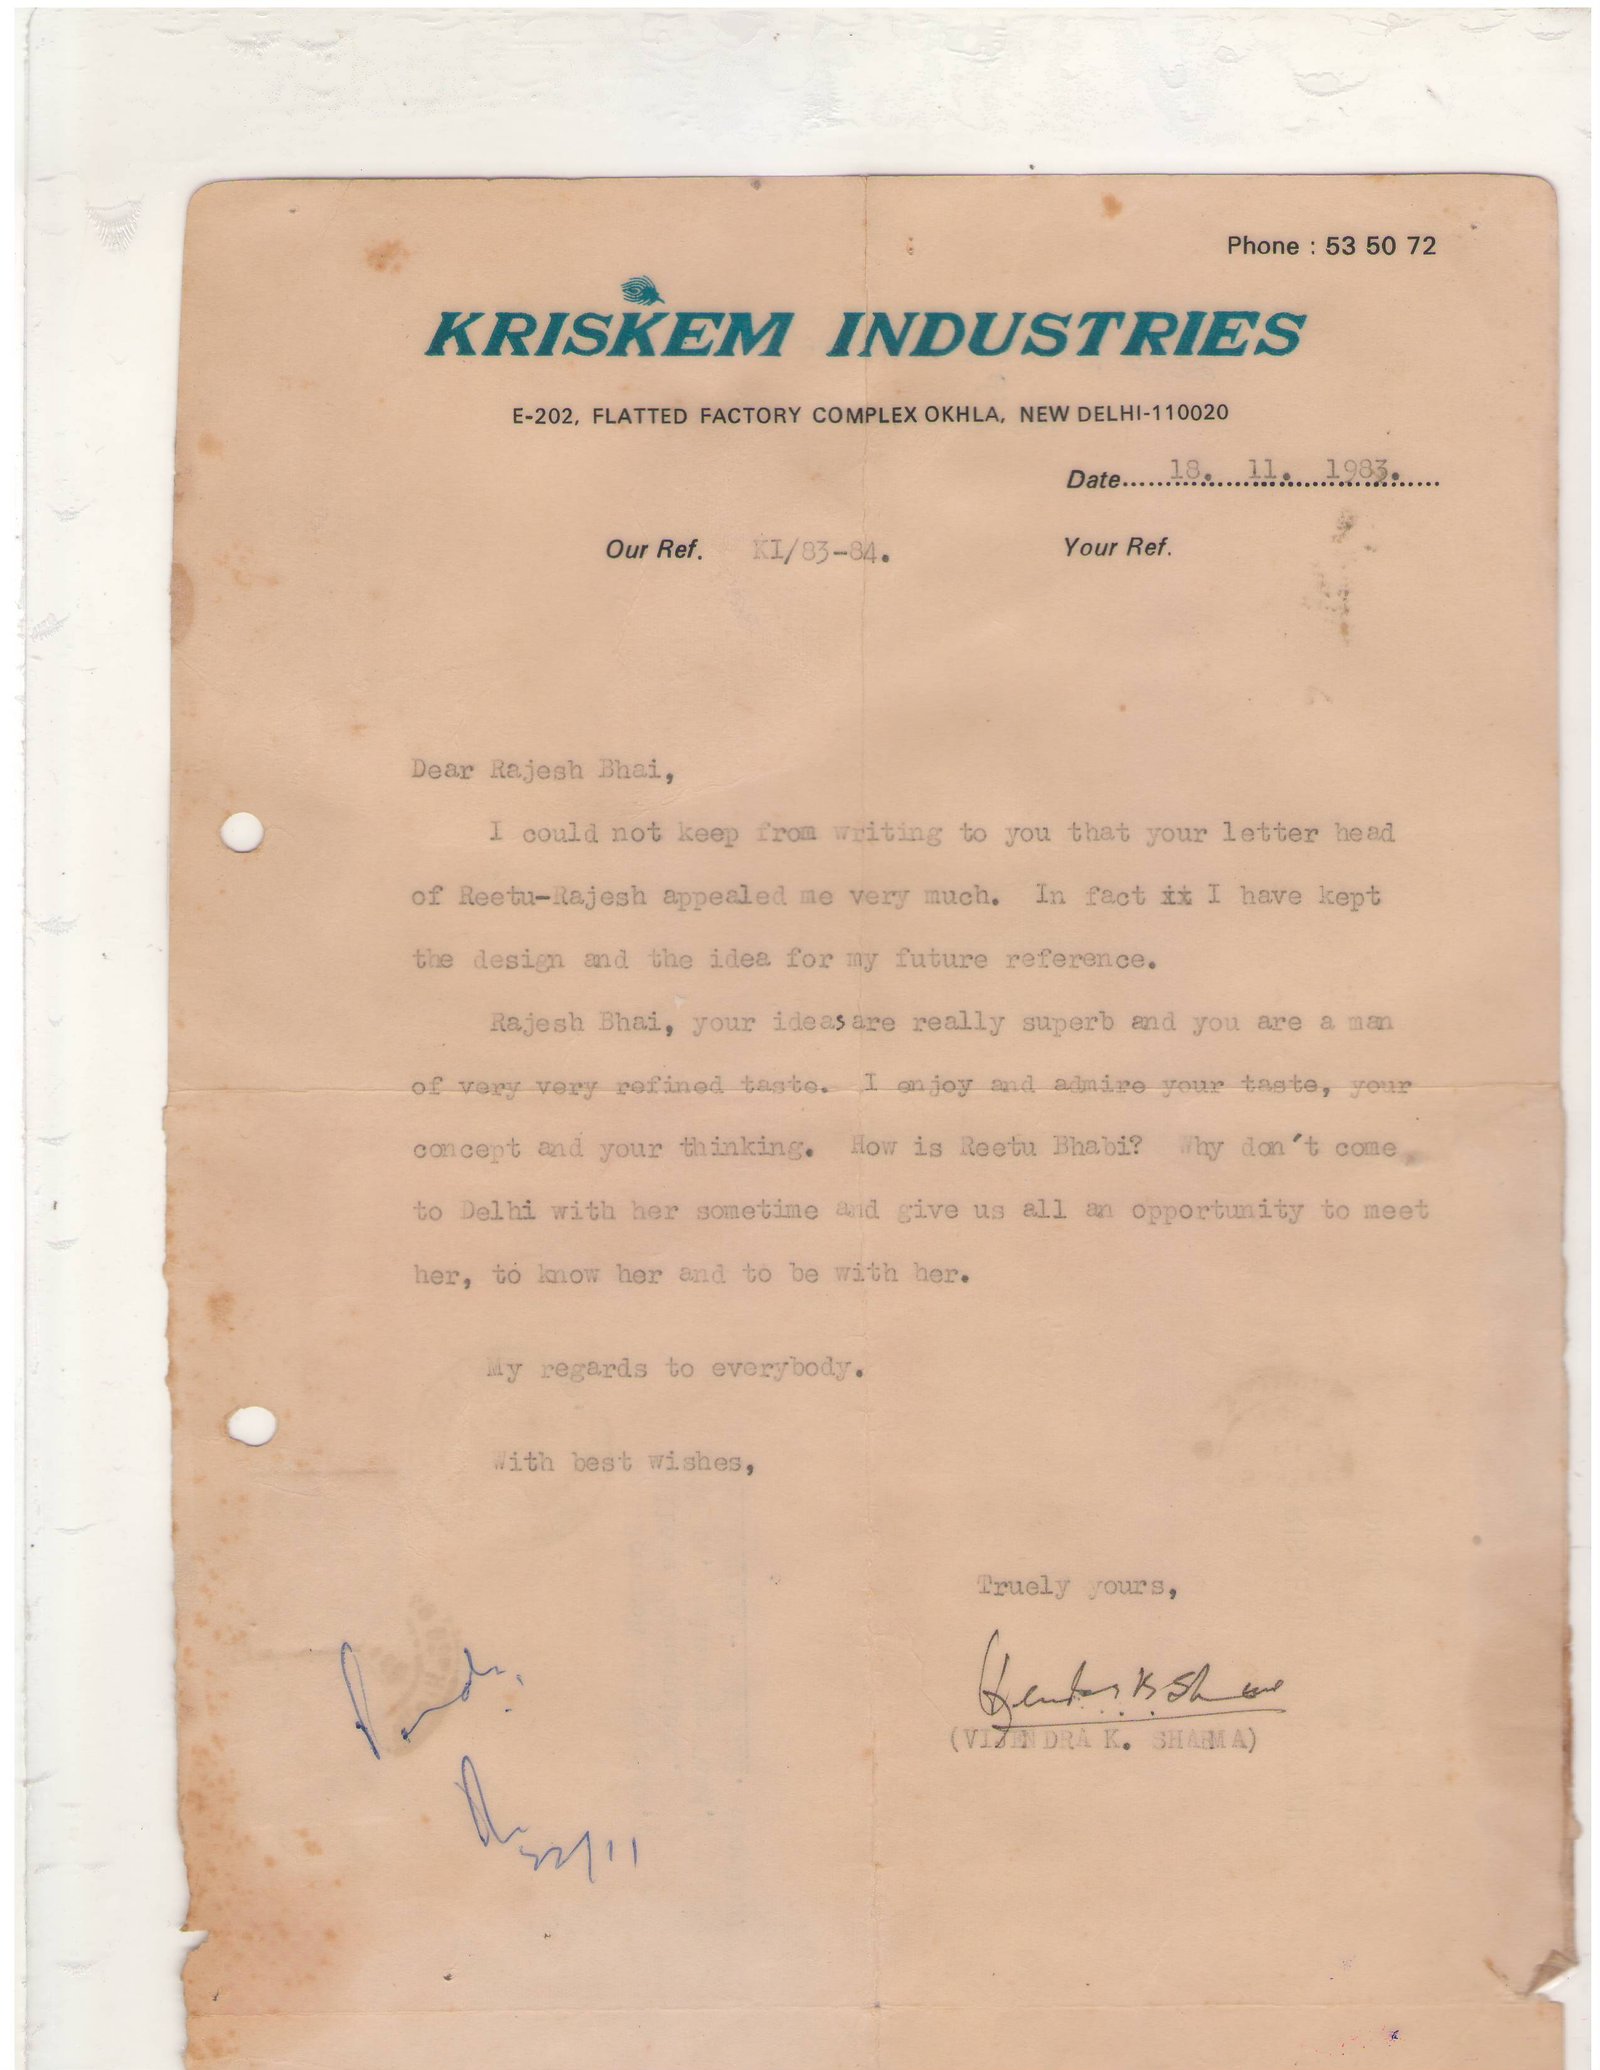 Phone : 53 50 72
KRISKEM INDUSTRIES
E-202, FLATTED FACTORY COMPLEX OKHLA, NEW DELHI-110020
Date......18. 11. 1983.......
Our Ref. KI/83-84. Your Ref.
Dear Rajesh Bhai,
I could not keep from writing to you that your letter head
of Reetu-Rajesh appealed me very much. In fact I have kept
the design and the idea for my future reference.
Rajesh Bhai, your ideas are really superb and you are a man
of very very refined taste. I enjoy and admire your taste, your
concept and your thinking. How is Reetu Bhabi? Why don't come
to Delhi with her sometime and give us all an opportunity to meet
her, to know her and to be with her.
My regards to everybody.
With best wishes,
Truely yours,
(VIJENDRA K. SHARMA)
22/11